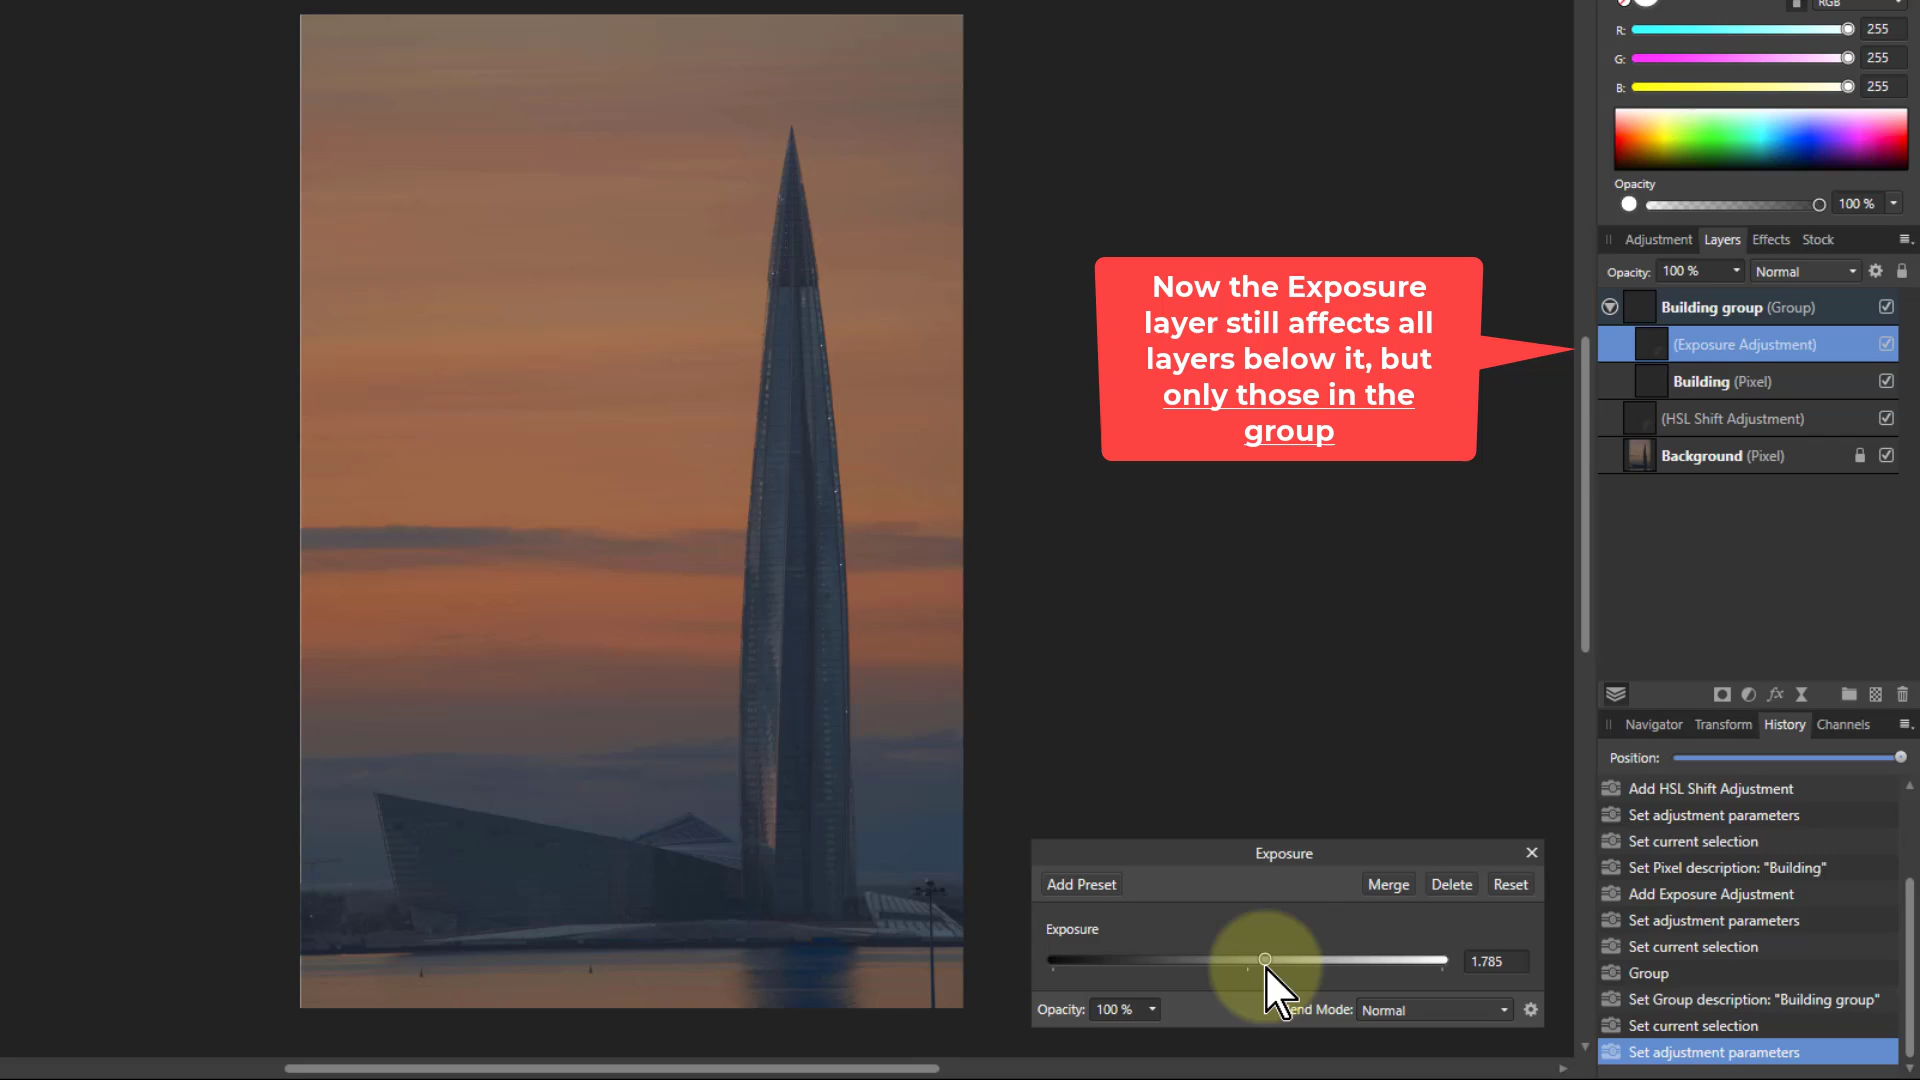 RGB
R:
255
G:
255
B:
255
Opacity
100 %
Adjustment
Layers
Effects
Stock
Opacity:
100 %
Normal
Building group (Group)
(Exposure Adjustment)
Building (Pixel)
(HSL Shift Adjustment)
Background (Pixel)
Now the Exposure
layer still affects all
layers below it, but
only those in the
group
fx
Navigator
Transform
History
Channels
Position:
Add HSL Shift Adjustment
Set adjustment parameters
Set current selection
Set Pixel description: "Building"
Add Exposure Adjustment
Set adjustment parameters
Set current selection
Group
Set Group description: "Building group"
Set current selection
Set adjustment parameters
Exposure
Add Preset
Merge
Delete
Reset
Exposure
1.785
Opacity:
100 %
end Mode:
Normal